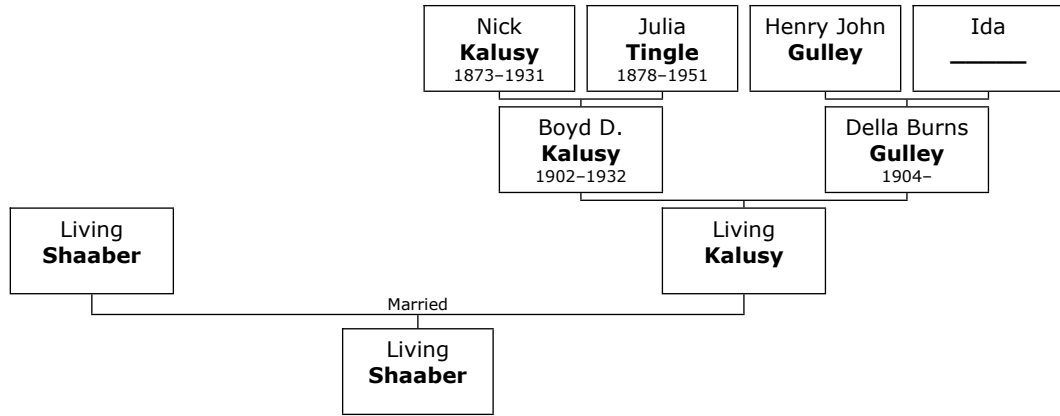 Nick
Kalusy
1873–1931
Julia
Tingle
1878–1951
Henry John
Gulley
Ida
______
Boyd D.
Kalusy
1902–1932
Della Burns
Gulley
1904–
Living
Shaaber
Living
Kalusy
Married
Living
Shaaber